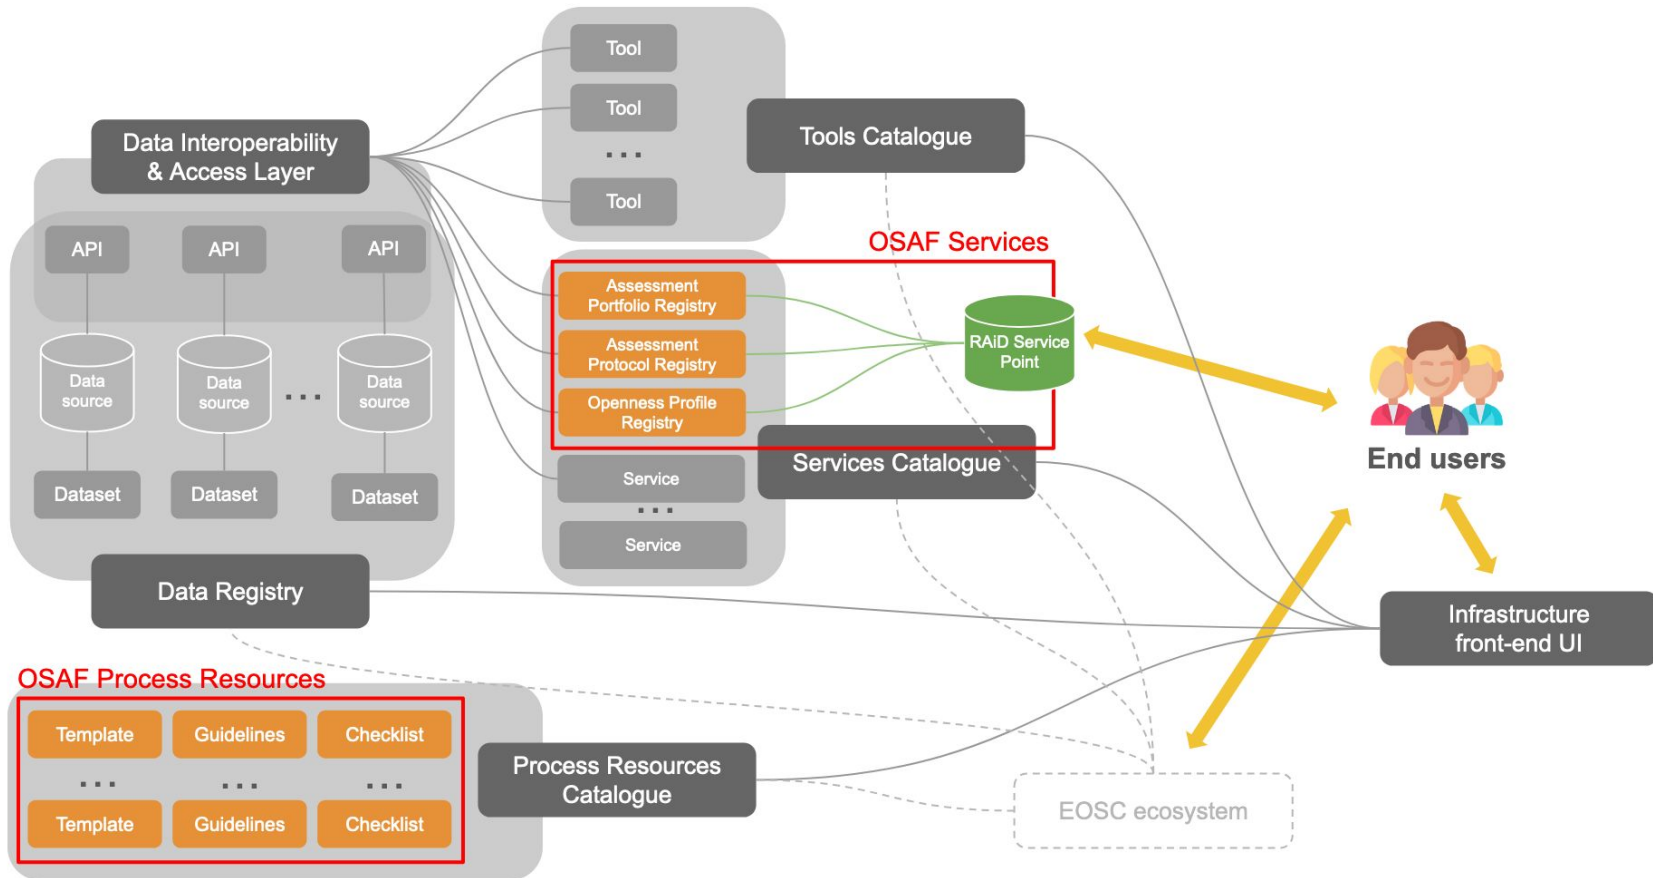 Tool
Tool
...
Tool
Tools Catalogue
Data Interoperability
& Access Layer
API
API
API
Data
source
Data
source
...
Data
source
Dataset
Dataset
Dataset
Data Registry
OSAF Services
Assessment
Portfolio Registry
Assessment
Protocol Registry
Openness Profile
Registry
RAiD Service
Point
Services Catalogue
Service
...
Service
End users
Infrastructure
front-end UI
OSAF Process Resources
Template
Guidelines
Checklist
...
...
...
Template
Guidelines
Checklist
Process Resources
Catalogue
EOSC ecosystem